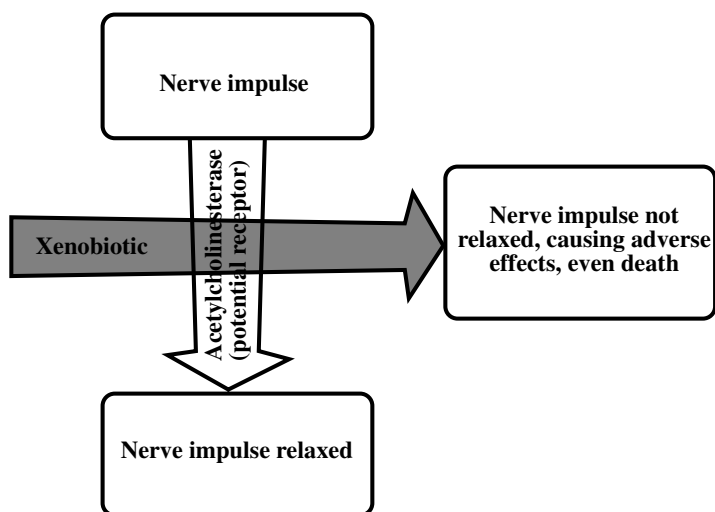 Nerve impulse
Acetylcholinesterase
(potential receptor)
Xenobiotic
Nerve impulse not
relaxed, causing adverse
effects, even death
Nerve impulse relaxed